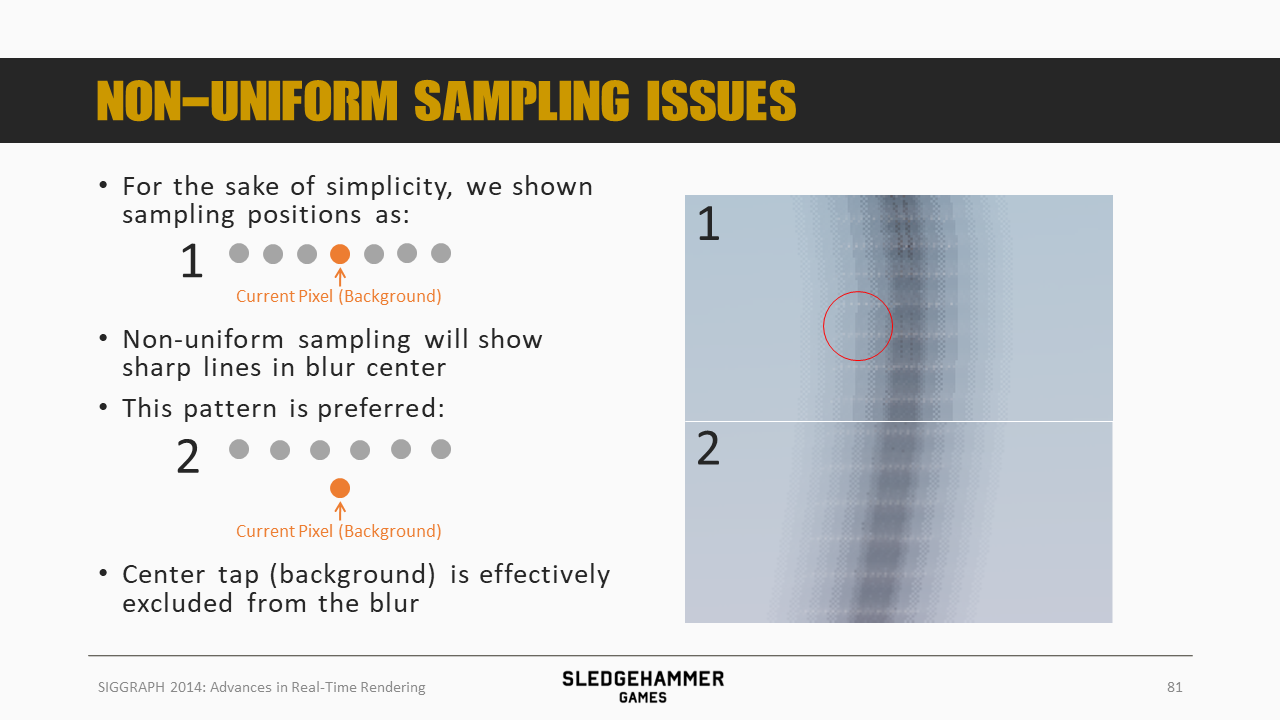 NON-UNIFORM SAMPLING ISSUES
• For the sake of simplicity, we shown
sampling positions as:
1
Current Pixel (Background)
• Non-uniform sampling will show
sharp lines in blur center
• This pattern is preferred:
2
Current Pixel (Background)
• Center tap (background) is effectively
excluded from the blur
1
2
SIGGRAPH 2014: Advances in Real-Time Rendering
SLEDGEHAMMER
GAMES
81